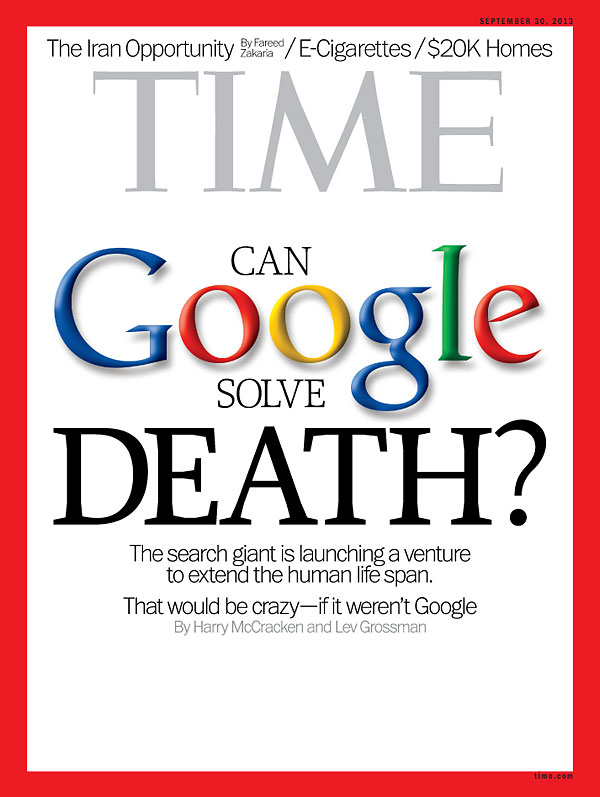 SEPTEMBER 30, 2013
The Iran Opportunity By Fareed Zakaria / E-Cigarettes / $20K Homes
TIME
CAN
Google
SOLVE
DEATH?
The search giant is launching a venture
to extend the human life span.
That would be crazy—if it weren't Google
By Harry McCracken and Lev Grossman
time.com